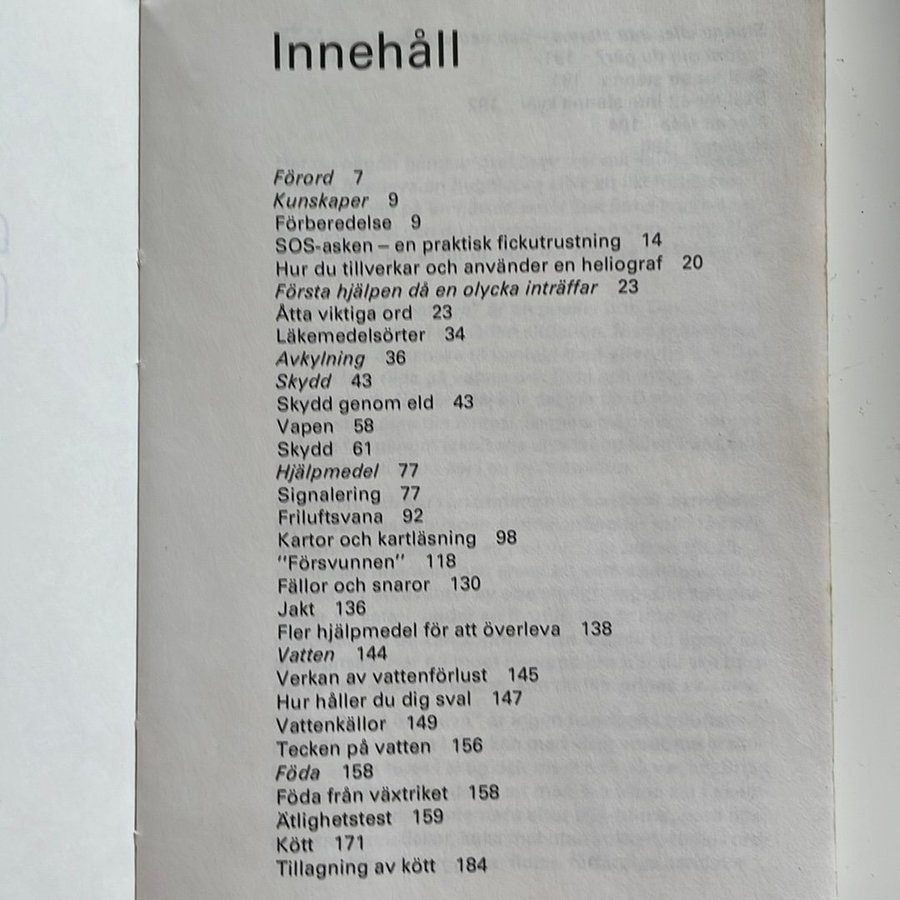 Innehåll
Förord 7
Kunskaper 9
Förberedelse 9
SOS-asken – en praktisk fickutrustning 14
Hur du tillverkar och använder en heliograf 20
Första hjälpen då en olycka inträffar 23
Åtta viktiga ord 23
Läkemedelsörter 34
Avkylning 36
Skydd 43
Skydd genom eld 43
Vapen 58
Skydd 61
Hjälpmedel 77
Signalering 77
Friluftsvana 92
Kartor och kartläsning 98
"Försvunnen" 118
Fällor och snaror 130
Jakt 136
Fler hjälpmedel för att överleva 138
Vatten 144
Verkan av vattenförlust 145
Hur håller du dig sval 147
Vattenkällor 149
Tecken på vatten 156
Föda 158
Föda från växtriket 158
Ätlighetstest 159
Kött 171
Tillagning av kött 184